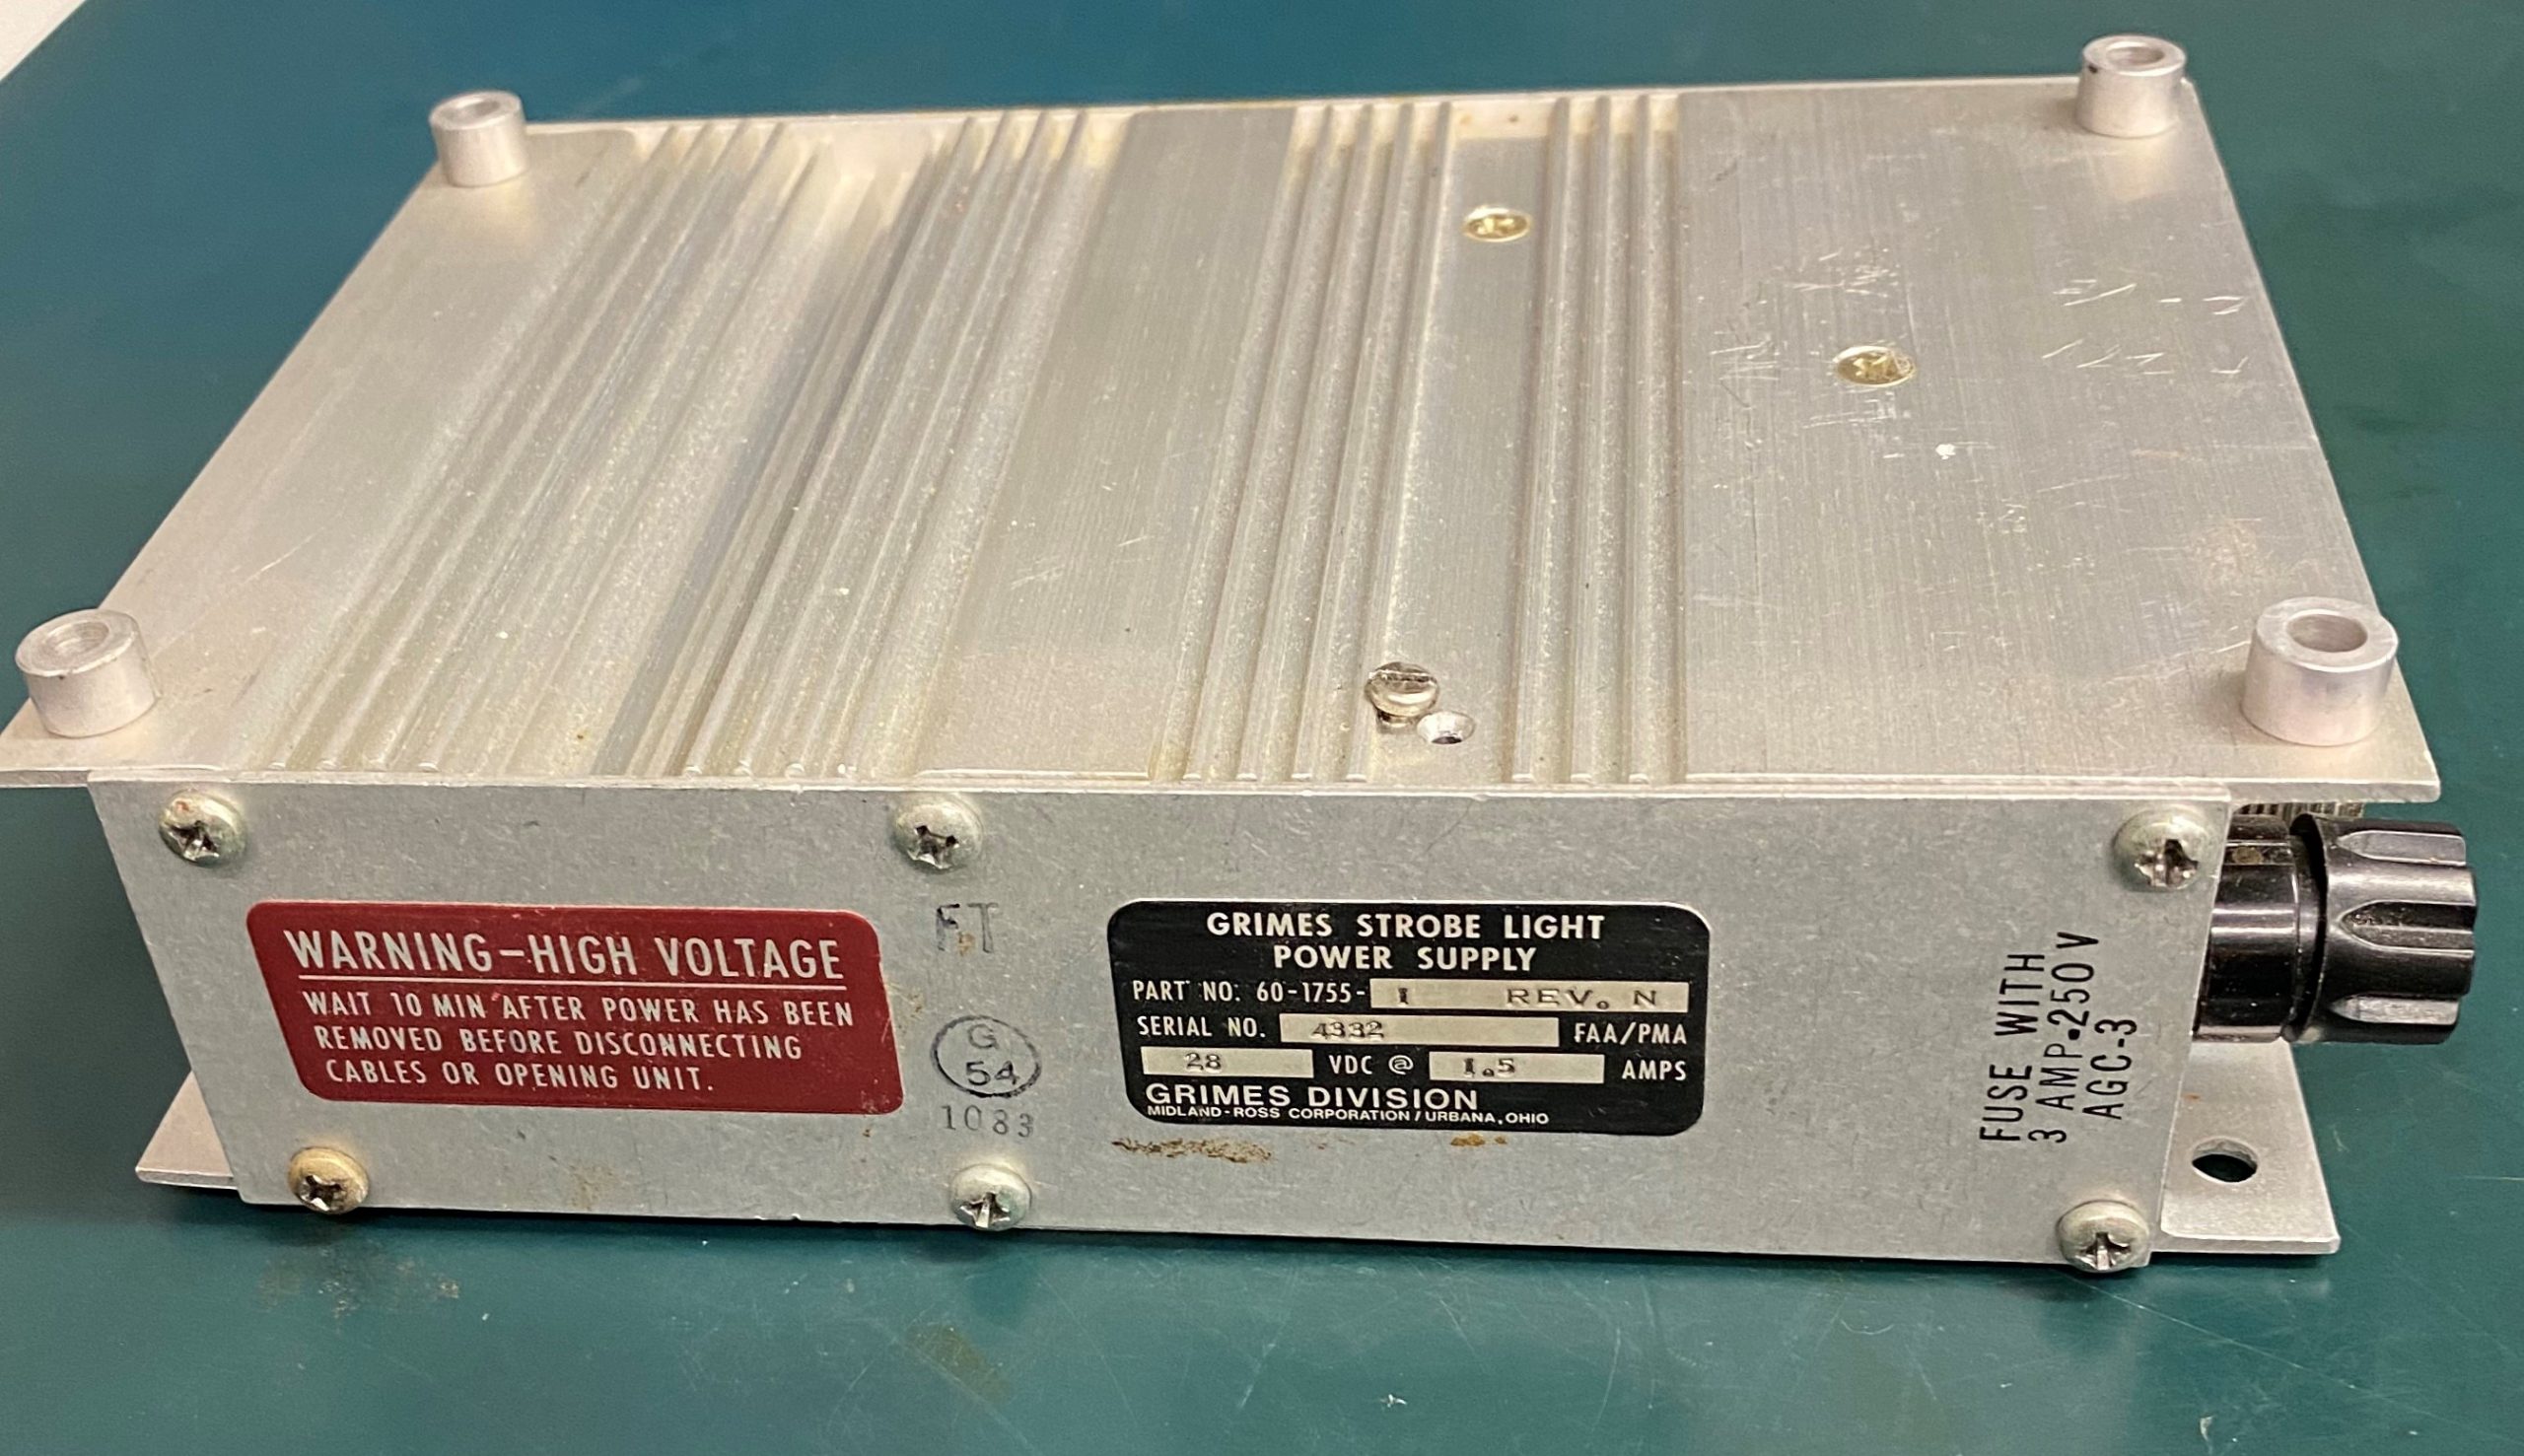 WARNING-HIGH VOLTAGE
WAIT 10 MIN AFTER POWER HAS BEEN
REMOVED BEFORE DISCONNECTING
CABLES OR OPENING UNIT.
FT
G
54
1083
GRIMES STROBE LIGHT
POWER SUPPLY
PART NO. 60-1755- 1 REV. N
SERIAL NO. 4332 FAA/PMA
28 VDC @ 1.5 AMPS
GRIMES DIVISION
MIDLAND-ROSS CORPORATION/URBANA, OHIO
FUSE WITH
3 AMP•250V
AGC-3